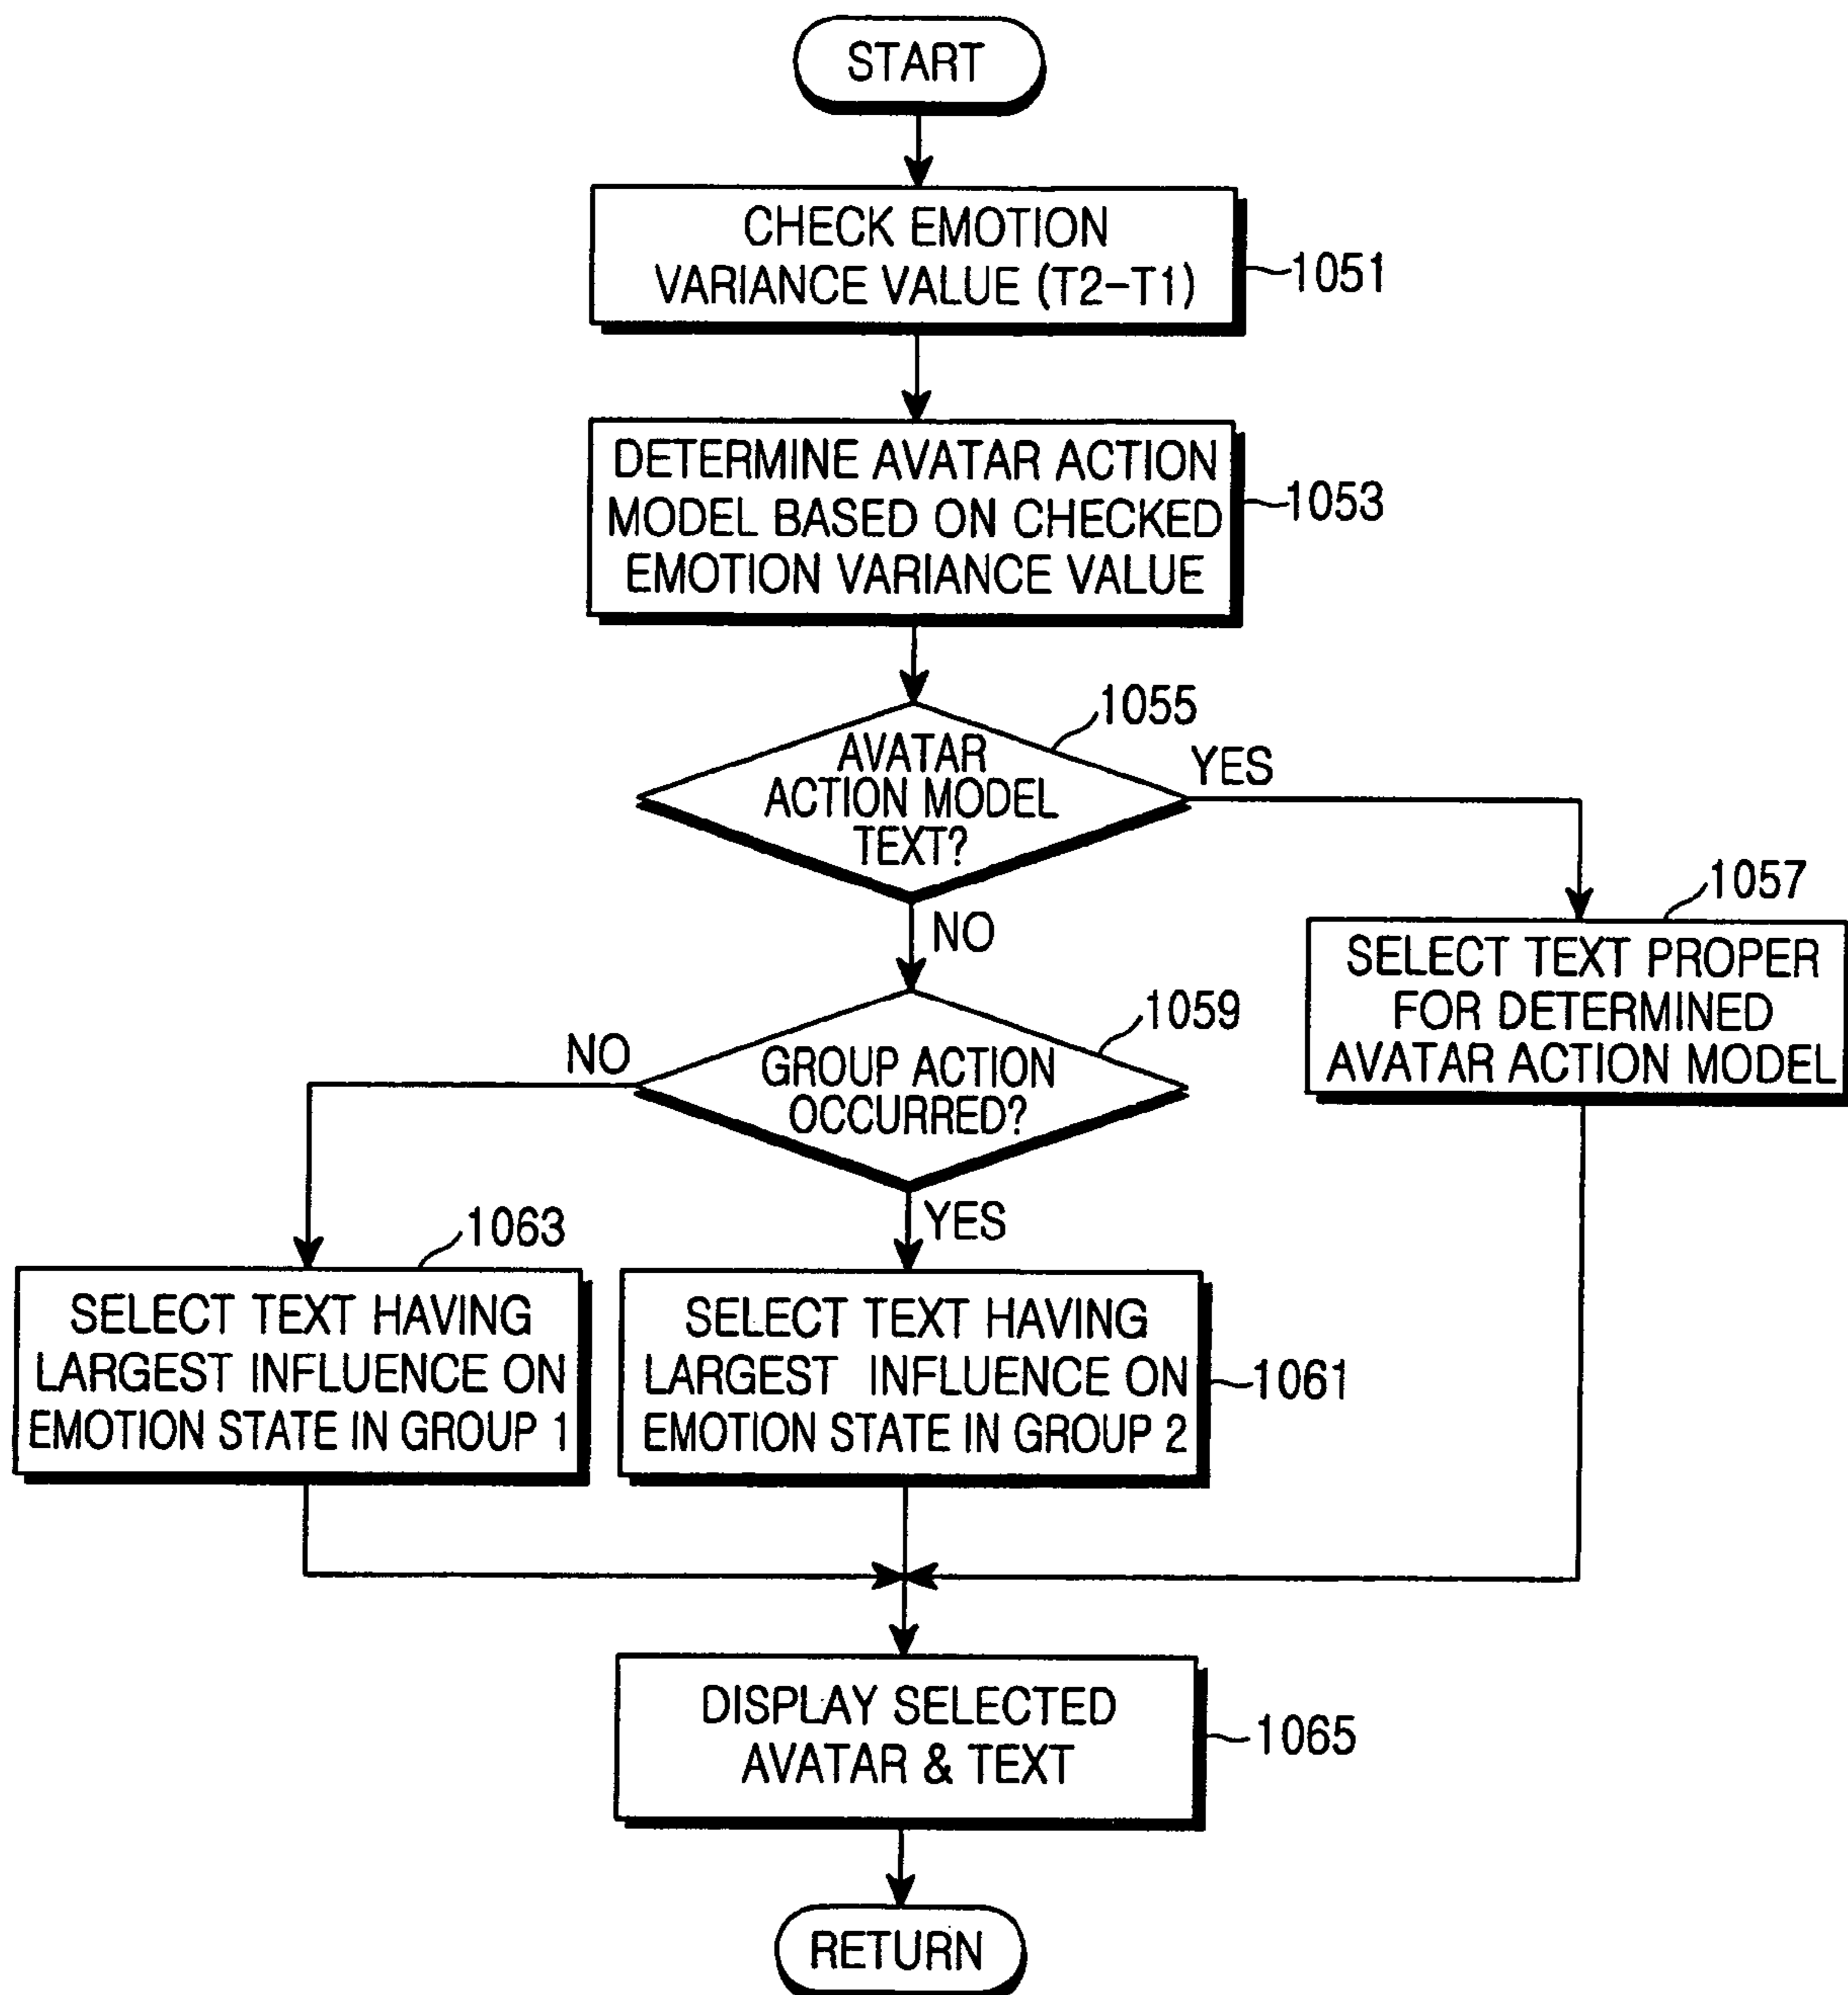 START
CHECK EMOTION
VARIANCE VALUE (T2-T1)
1051
DETERMINE AVATAR ACTION
MODEL BASED ON CHECKED
EMOTION VARIANCE VALUE
1053
1055
AVATAR
ACTION MODEL
TEXT?
YES
NO
1057
SELECT TEXT PROPER
FOR DETERMINED
AVATAR ACTION MODEL
1059
GROUP ACTION
OCCURRED?
NO
YES
1063
SELECT TEXT HAVING
LARGEST INFLUENCE ON
EMOTION STATE IN GROUP 1
SELECT TEXT HAVING
LARGEST INFLUENCE ON
EMOTION STATE IN GROUP 2
1061
DISPLAY SELECTED
AVATAR & TEXT
1065
RETURN